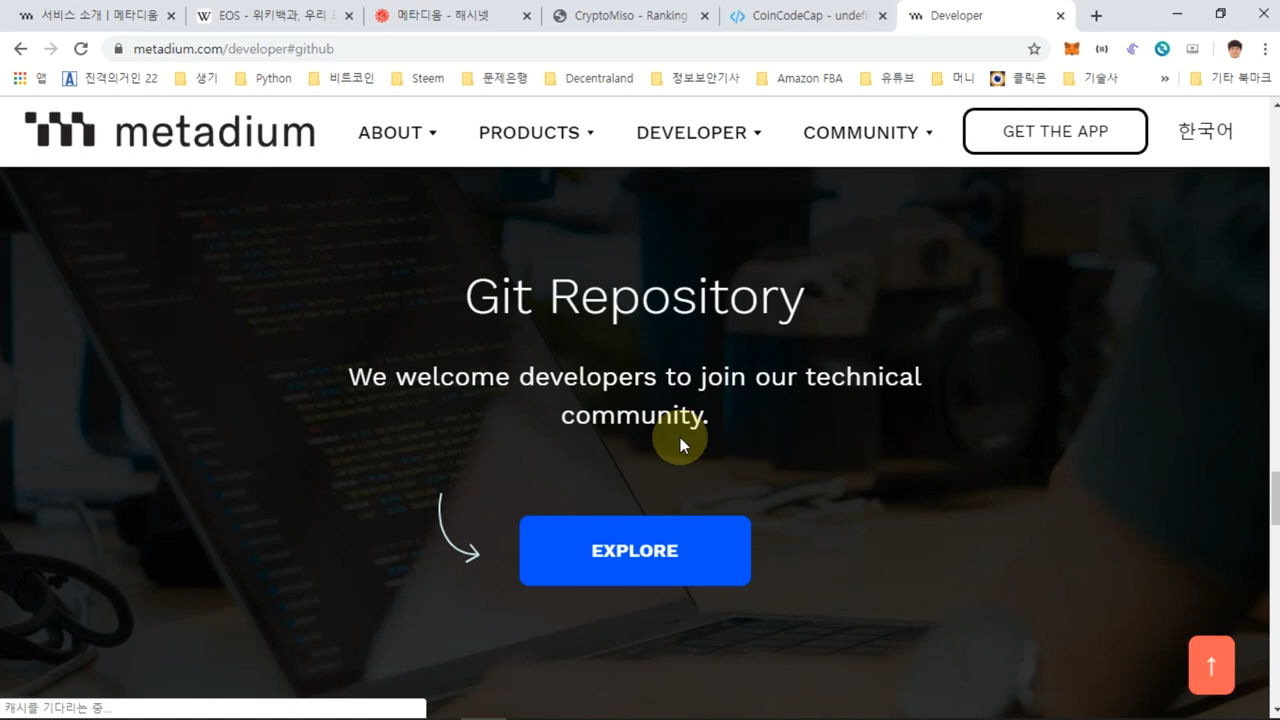 서비스 소개 | 메타디움
EOS - 위키백과, 우리
메타디움 - 해시넷
CryptoMiso - Ranking
CoinCodeCap - undefi
Developer
metadium.com/developer#github
앱
진격의거인 22
생기
Python
비트코인
Steem
문제은행
Decentraland
정보보안기사
Amazon FBA
유튜브
머니
클릭몬
기술사
»
기타 북마크
metadium
ABOUT
PRODUCTS
DEVELOPER
COMMUNITY
GET THE APP
한국어
Git Repository
We welcome developers to join our technical
community.
EXPLORE
캐시를 기다리는 중...